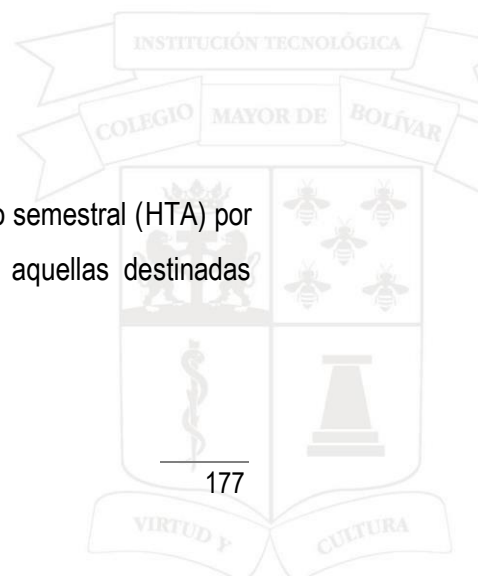 INSTITUCIÓN TECNOLÓGICA
COLEGIO MAYOR DE BOLÍVAR
o semestral (HTA) por
aquellas destinadas
177
VIRTUD Y CULTURA